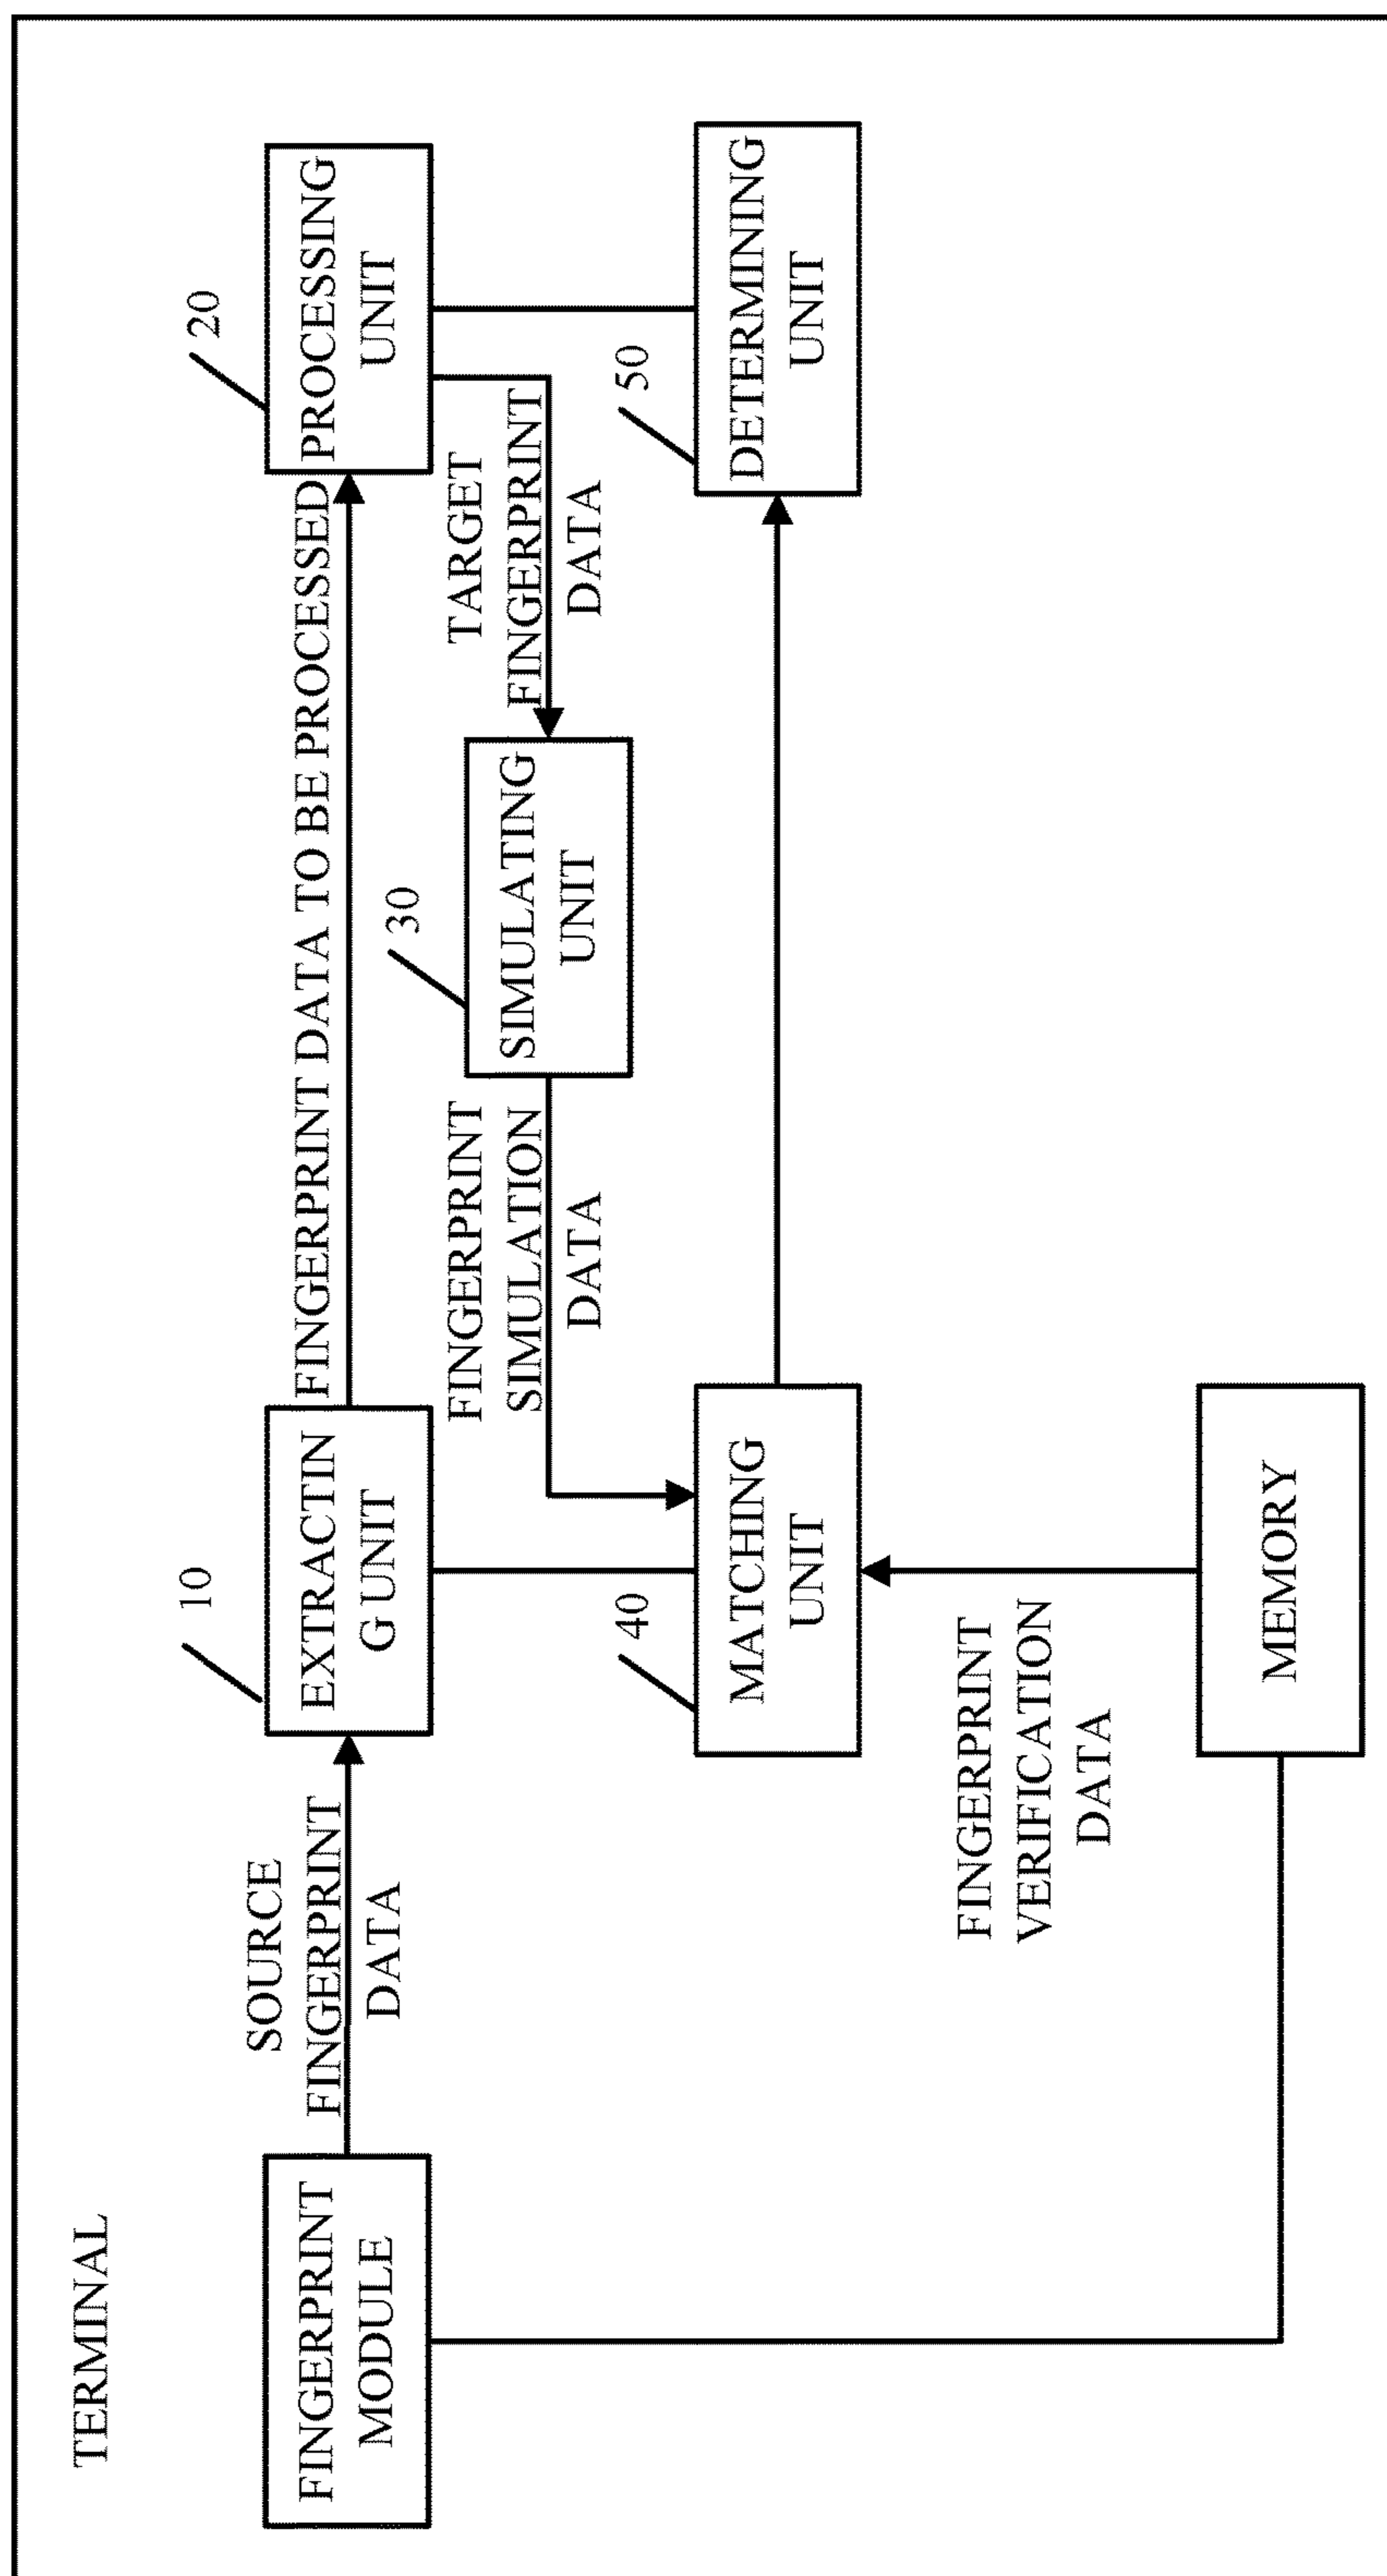 TERMINAL
FINGERPRINT
MODULE
SOURCE
FINGERPRINT
DATA
10
EXTRACTIN
G UNIT
FINGERPRINT DATA TO BE PROCESSED
20
PROCESSING
UNIT
TARGET
FINGERPRINT
DATA
30
SIMULATING
UNIT
FINGERPRINT
SIMULATION
DATA
40
MATCHING
UNIT
50
DETERMINING
UNIT
FINGERPRINT
VERIFICATION
DATA
MEMORY